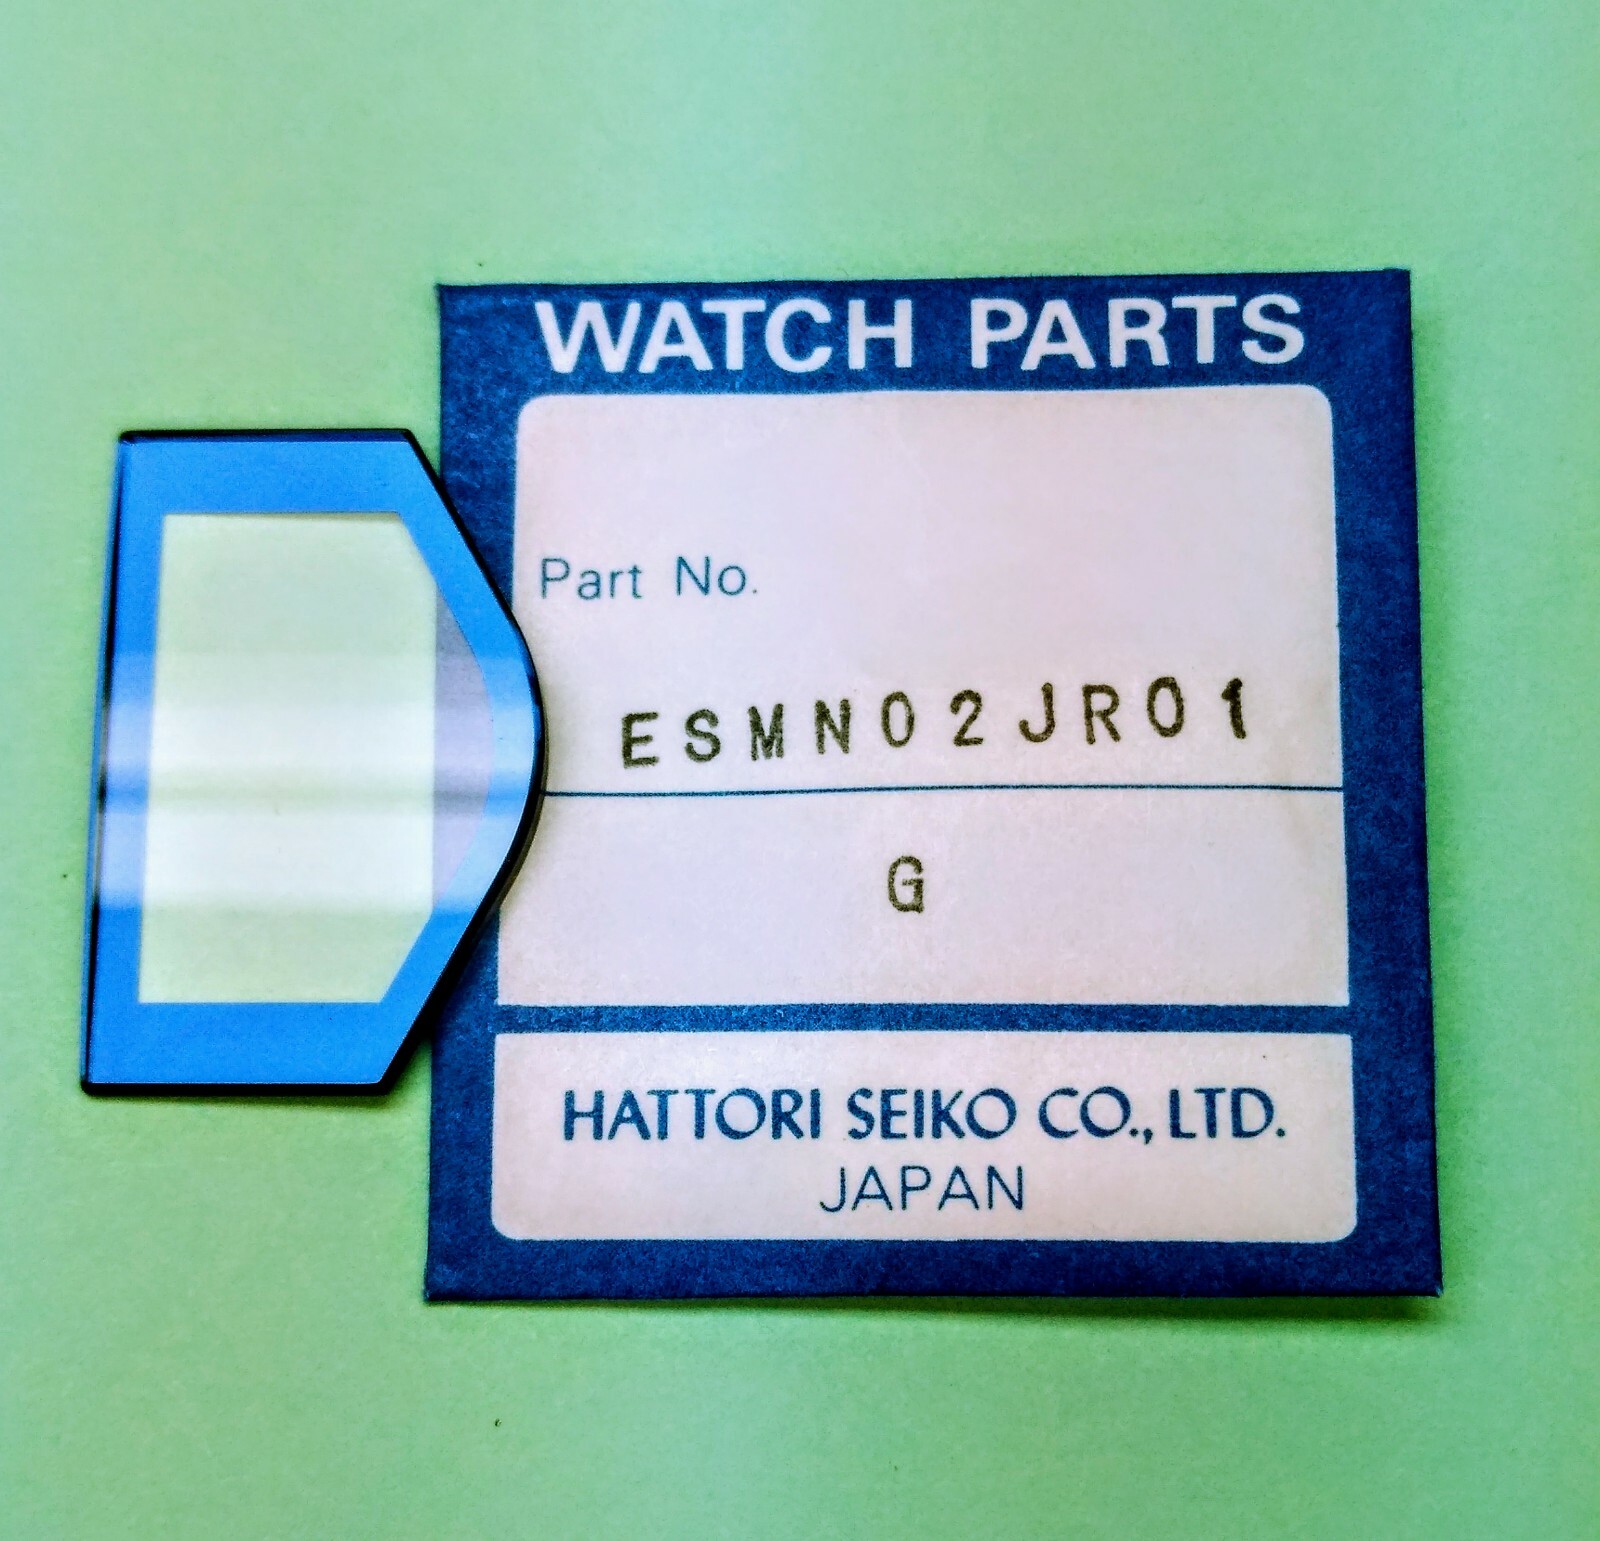 WATCH PARTS
Part No.
ESMN02JR01
G
HATTORI SEIKO CO., LTD.
JAPAN